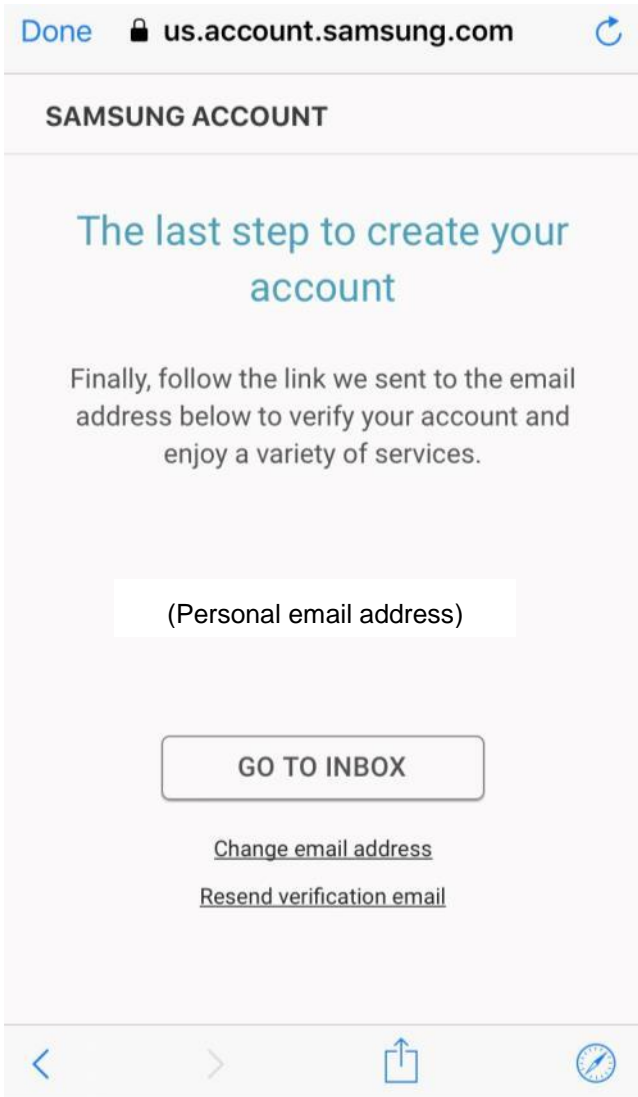 Done us.account.samsung.com
SAMSUNG ACCOUNT
The last step to create your
account
Finally, follow the link we sent to the email
address below to verify your account and
enjoy a variety of services.
(Personal email address)
GO TO INBOX
Change email address
Resend verification email